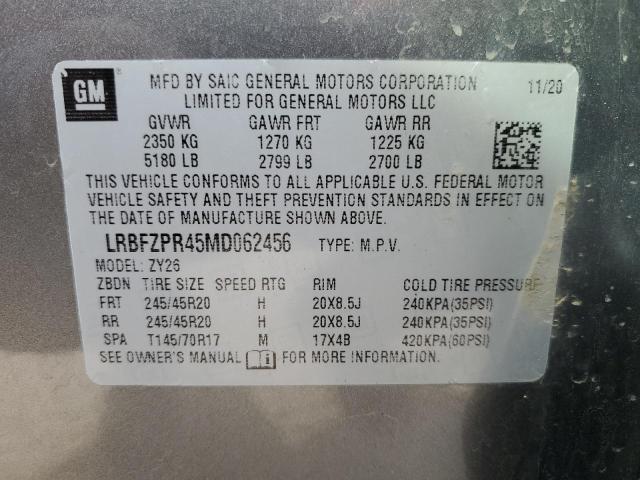 GM MFD BY SAIC GENERAL MOTORS CORPORATION 11/20
LIMITED FOR GENERAL MOTORS LLC
GVWR GAWR FRT GAWR RR
2350 KG 1270 KG 1225 KG
5180 LB 2799 LB 2700 LB
THIS VEHICLE CONFORMS TO ALL APPLICABLE U.S. FEDERAL MOTOR
VEHICLE SAFETY AND THEFT PREVENTION STANDARDS IN EFFECT ON
THE DATE OF MANUFACTURE SHOWN ABOVE.
LRBFZPR45MD062456 TYPE: M.P.V.
MODEL: ZY26
ZBDN TIRE SIZE SPEED RTG RIM COLD TIRE PRESSURE
FRT 245/45R20 H 20X8.5J 240KPA(35PSI)
RR 245/45R20 H 20X8.5J 240KPA(35PSI)
SPA T145/70R17 M 17X4B 420KPA(60PSI)
SEE OWNER'S MANUAL FOR MORE INFORMATION.